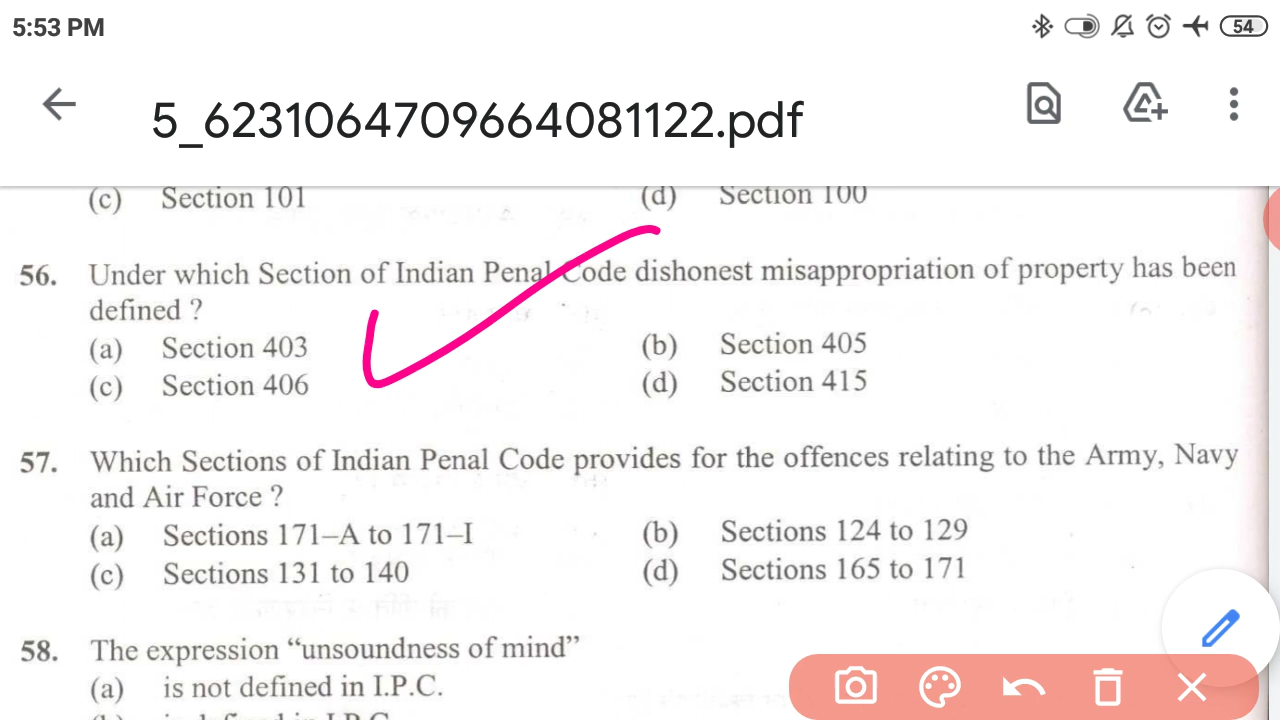 5:53 PM
54
5_6231064709664081122.pdf
(c) Section 101 (d) Section 100
56. Under which Section of Indian Penal Code dishonest misappropriation of property has been
defined ?
(a) Section 403 (b) Section 405
(c) Section 406 (d) Section 415
57. Which Sections of Indian Penal Code provides for the offences relating to the Army, Navy
and Air Force ?
(a) Sections 171–A to 171–I (b) Sections 124 to 129
(c) Sections 131 to 140 (d) Sections 165 to 171
58. The expression “unsoundness of mind”
(a) is not defined in I.P.C.